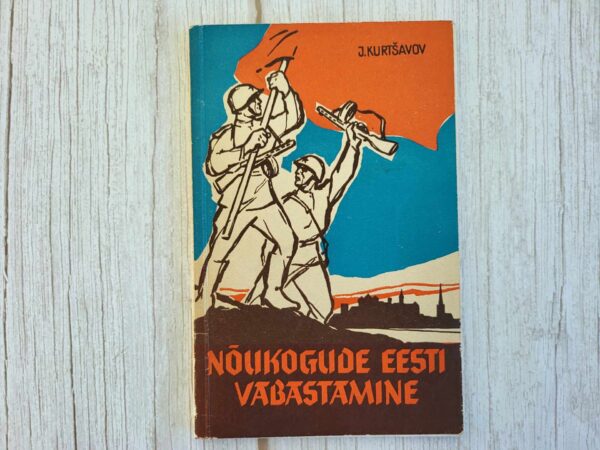 J. KURTŠAVOV
NÕUKOGUDE EESTI
VABASTAMINE